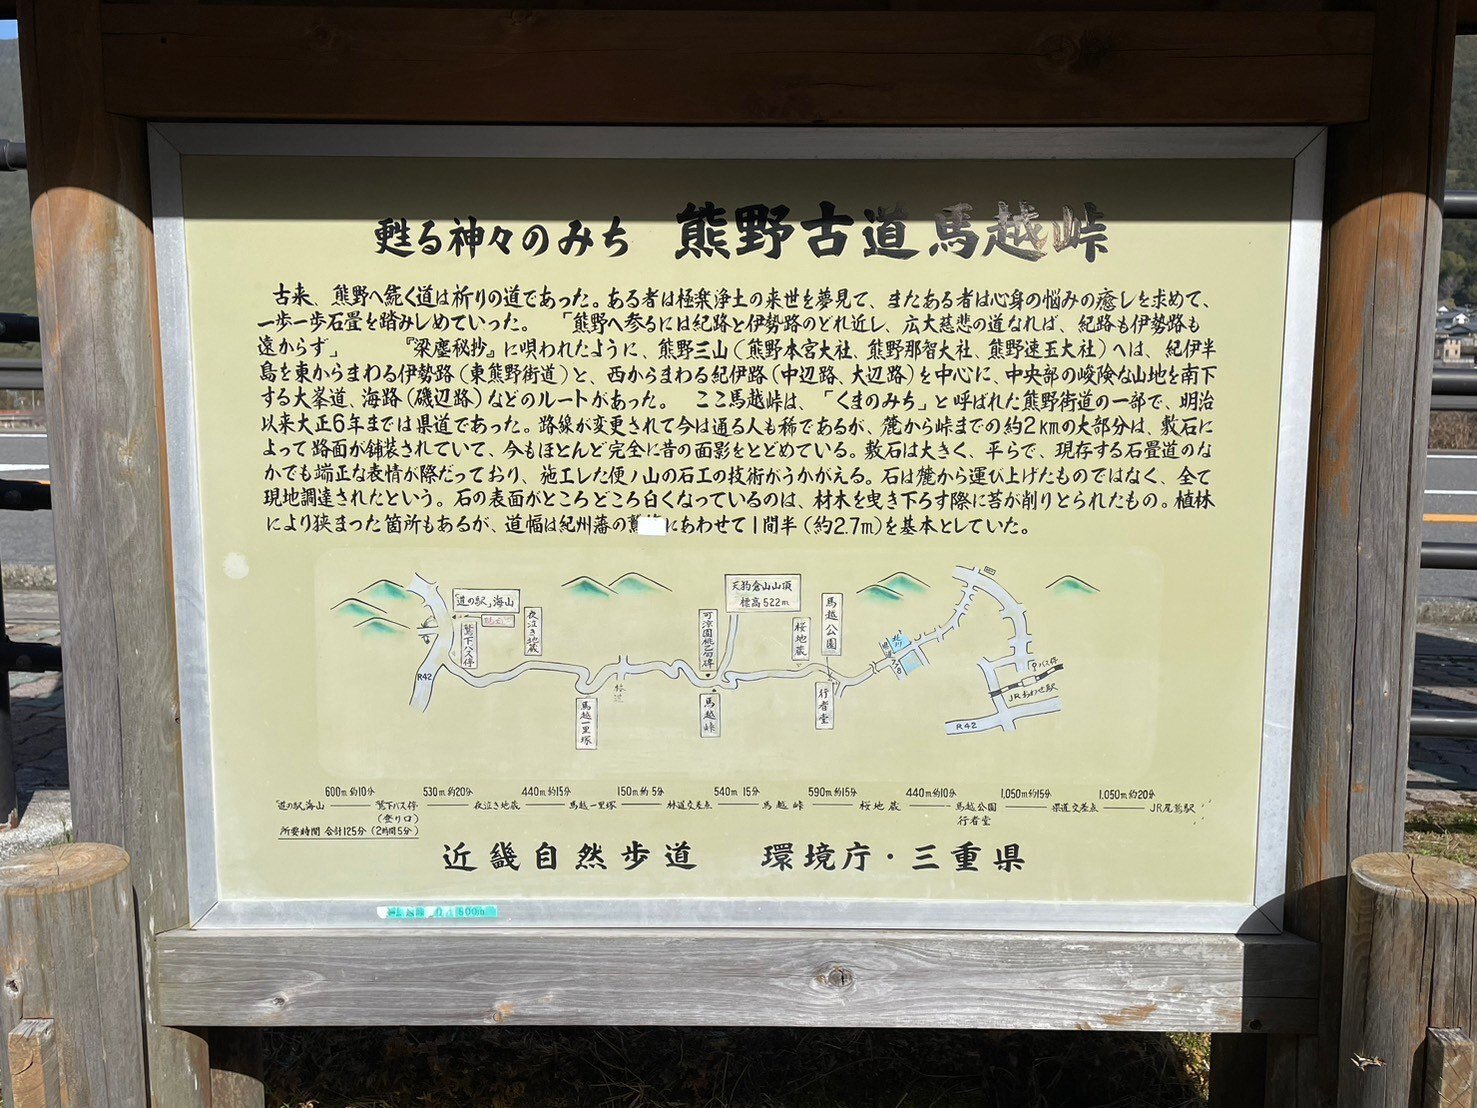 甦る神々のみち 熊野古道馬越峠
古来、熊野へ続く道は祈りの道であった。ある者は極楽浄土の来世を夢見て、またある者は心身の悩みの癒しを求めて、
一歩一歩石畳を踏みしめていった。 「熊野へ参るには紀路と伊勢路のどれ近し、広大慈悲の道なれば、紀路も伊勢路も
遠からず」 『梁塵秘抄』に唄われたように、熊野三山(熊野本宮大社、熊野那智大社、熊野速玉大社)へは、紀伊半
島を東からまわる伊勢路(東熊野街道)と、西からまわる紀伊路(中辺路、大辺路)を中心に、中央部の峻険な山地を南下
する大峯道、海路(磯辺路)などのルートがあった。 ここ馬越峠は、「くまのみち」と呼ばれた熊野街道の一部で、明治
以来大正6年までは県道であった。路線が変更されて今は通る人も稀であるが、麓から峠までの約2kmの大部分は、敷石に
よって路面が舗装されていて、今もほとんど完全に昔の面影をとどめている。敷石は大きく、平らで、現存する石畳道のな
かでも端正な表情が際だっており、施工した便ノ山の石工の技術がうかがえる。石は麓から運び上げたものではなく、全て
現地調達されたという。石の表面がところどころ白くなっているのは、材木を曳き下ろす際に苔が削りとられたもの。植林
により狭まった箇所もあるが、道幅は紀州藩の にあわせて1間半(約2.7m)を基本としていた。
「道の駅」海山
鷲下バス停
夜泣き地蔵
R42
馬越一里塚
林道
可涼園桃乙句碑
天狗倉山山頂
標高522m
馬越峠
桜地蔵
馬越公園
行者堂
北川
県道
778
バス停
JRおわせ駅
R42
600m 約10分 530m 約20分 440m 約15分 150m 約5分 540m 15分 590m 約15分 440m 約10分 1,050m 約15分 1,050m 約20分
「道の駅」海山 鷲下バス停 夜泣き地蔵 馬越一里塚 林道交差点 馬越峠 桜地蔵 馬越公園 県道交差点 JR尾鷲駅
(登り口) 行者堂
所要時間 合計125分(2時間5分)
近畿自然歩道 環境庁・三重県
800m